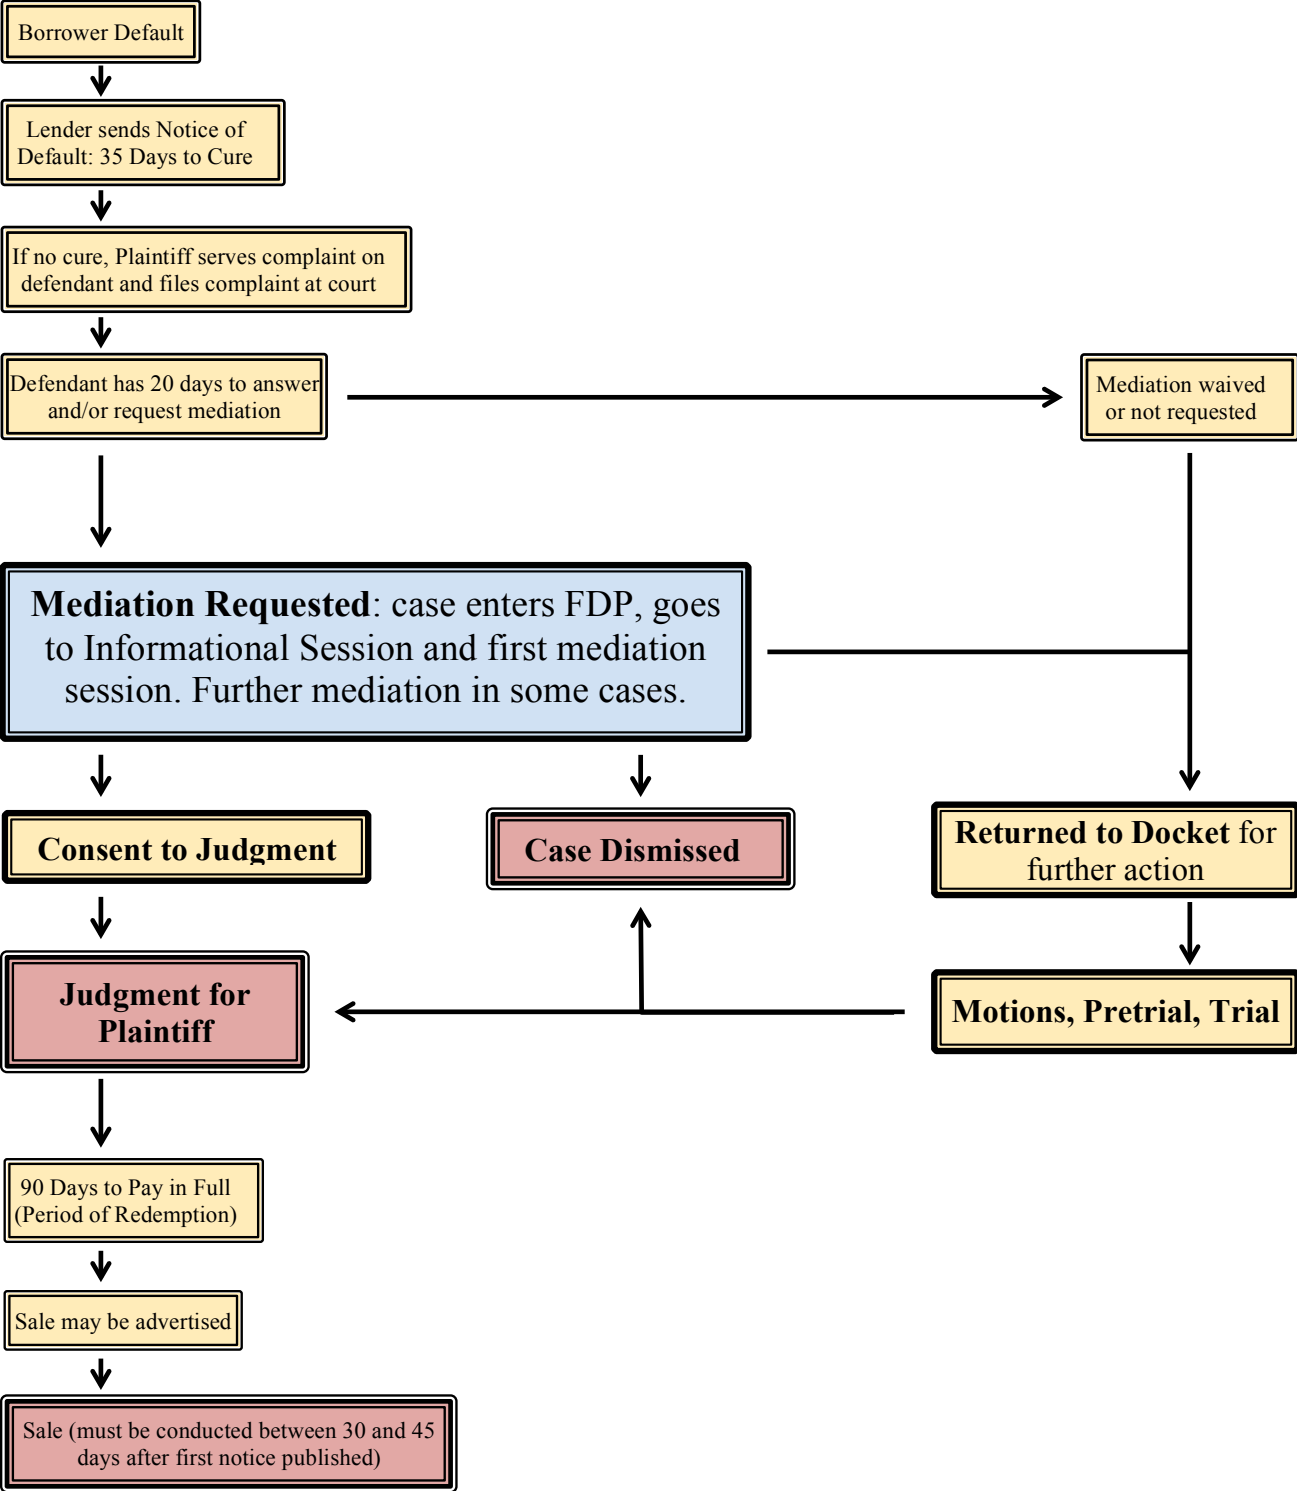 Borrower Default
Lender sends Notice of
Default: 35 Days to Cure
If no cure, Plaintiff serves complaint on
defendant and files complaint at court
Defendant has 20 days to answer
and/or request mediation
Mediation waived
or not requested
Mediation Requested: case enters FDP, goes
to Informational Session and first mediation
session. Further mediation in some cases.
Consent to Judgment
Case Dismissed
Returned to Docket for
further action
Judgment for
Plaintiff
Motions, Pretrial, Trial
90 Days to Pay in Full
(Period of Redemption)
Sale may be advertised
Sale (must be conducted between 30 and 45
days after first notice published)